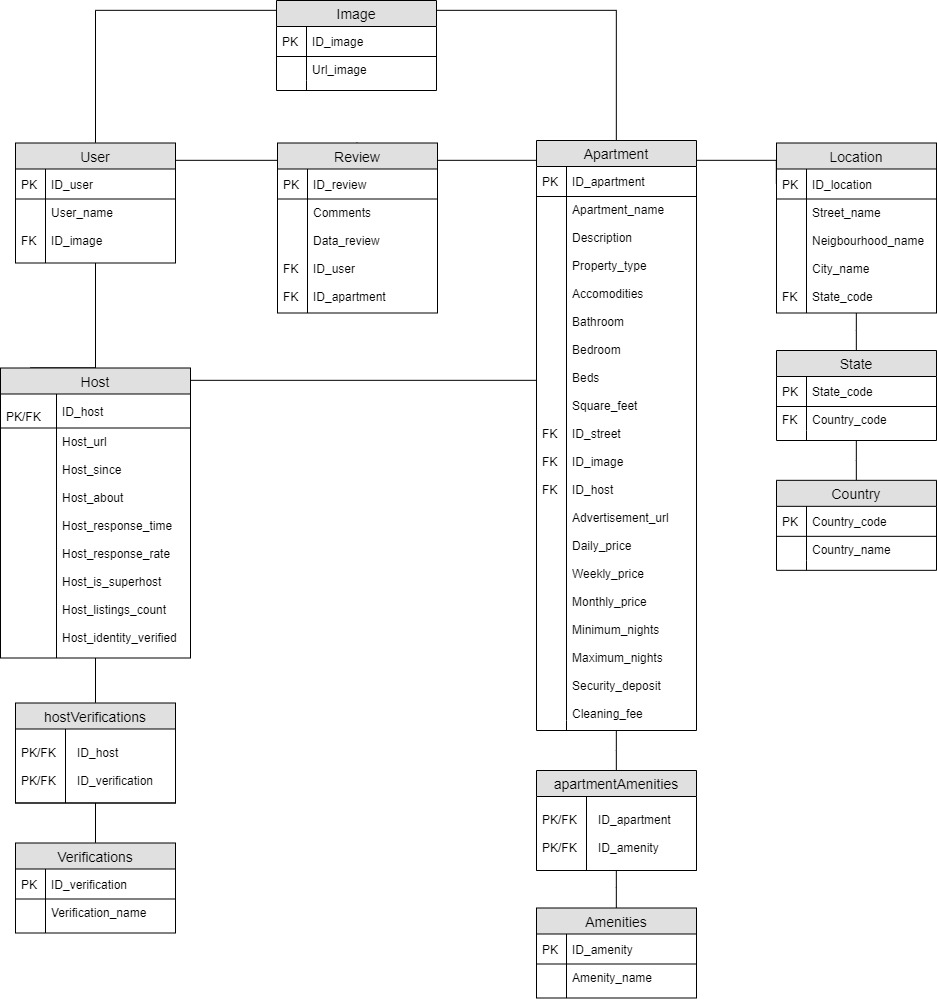 Image
PK ID_image
Url_image
User
PK ID_user
User_name
FK ID_image
Review
PK ID_review
Comments
Data_review
FK ID_user
FK ID_apartment
Apartment
PK ID_apartment
Apartment_name
Description
Property_type
Accomodities
Bathroom
Bedroom
Beds
Square_feet
FK ID_street
FK ID_image
FK ID_host
Advertisement_url
Daily_price
Weekly_price
Monthly_price
Minimum_nights
Maximum_nights
Security_deposit
Cleaning_fee
Location
PK ID_location
Street_name
Neigbourhood_name
City_name
FK State_code
State
PK State_code
FK Country_code
Country
PK Country_code
Country_name
Host
PK/FK ID_host
Host_url
Host_since
Host_about
Host_response_time
Host_response_rate
Host_is_superhost
Host_listings_count
Host_identity_verified
hostVerifications
PK/FK ID_host
PK/FK ID_verification
Verifications
PK ID_verification
Verification_name
apartmentAmenities
PK/FK ID_apartment
PK/FK ID_amenity
Amenities
PK ID_amenity
Amenity_name